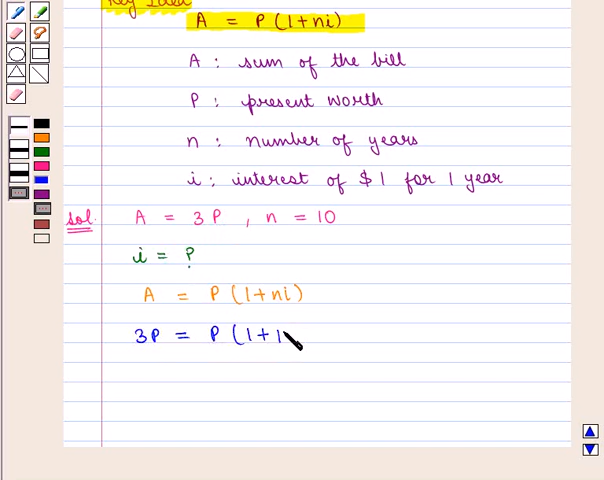 Key Idea
A = P (1+ni)
A : sum of the bill
P : present worth
n : number of years
i : interest of $1 for 1 year
Sol. A = 3P , n = 10
i = ?
A = P (1+ni)
3P = P (1+1